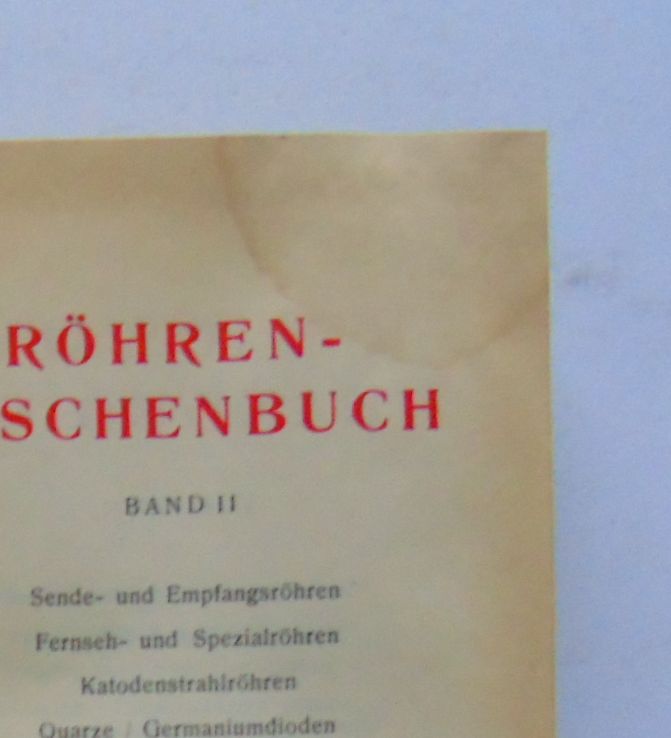 RÖHREN-
SCHENBUCH
BAND II
Sende- und Empfangsröhren
Fernseh- und Spezialröhren
Katodenstrahlröhren
Quarze / Germaniumdioden